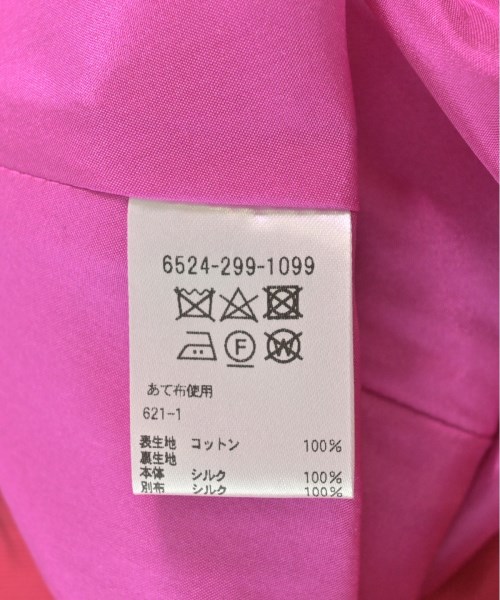 6524-299-1099
F W
あて布使用
621-1
表生地 コットン 100%
裏生地
本体 シルク 100%
別布 シルク 100%